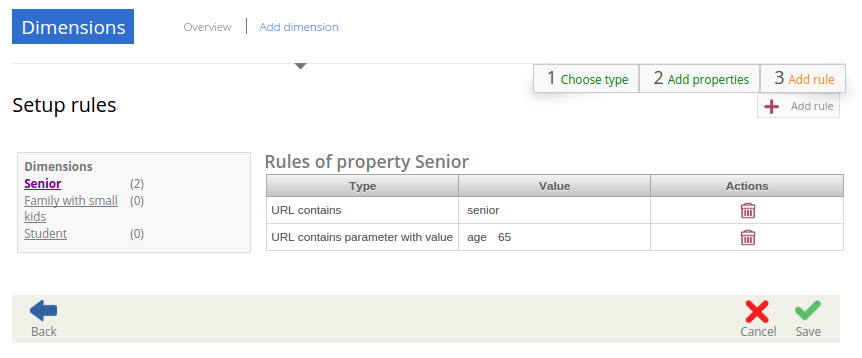 Dimensions Overview Add dimension
1 Choose type 2 Add properties 3 Add rule
Setup rules
Add rule
Dimensions
Senior (2)
Family with small (0)
kids
Student (0)
Rules of property Senior
Type Value Actions
URL contains senior
URL contains parameter with value age 65
Back Cancel Save